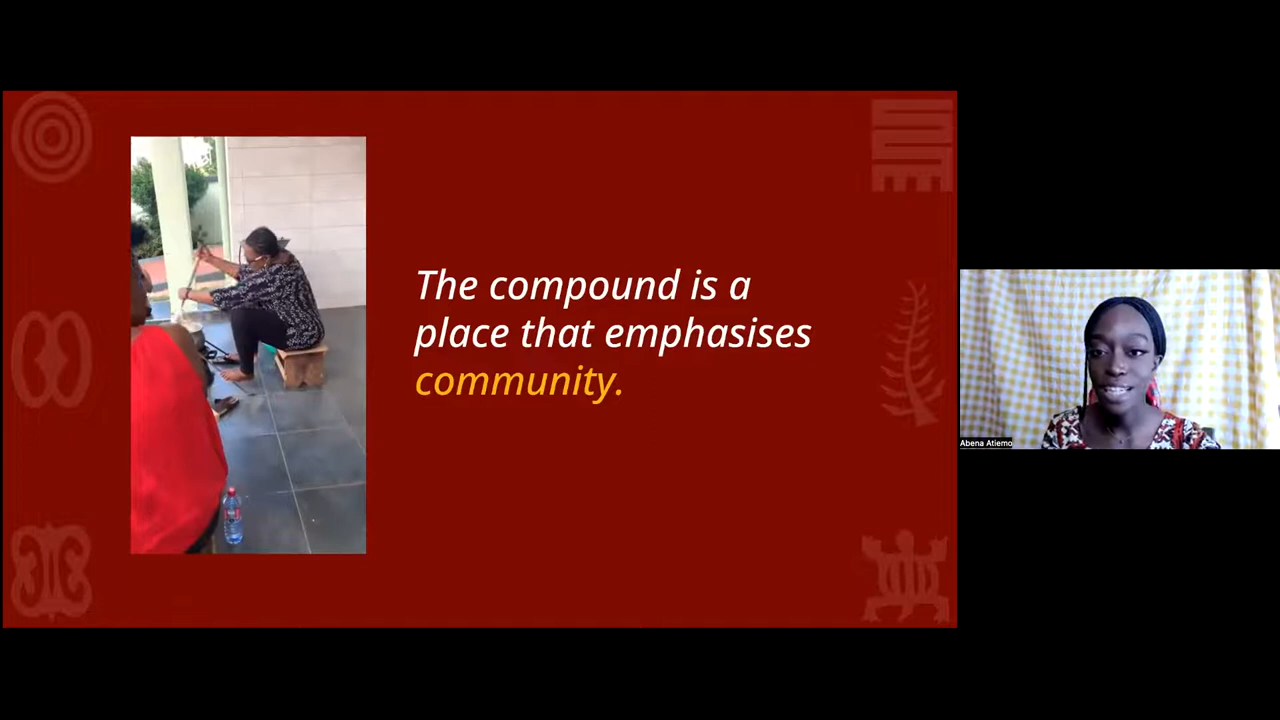 The compound is a
place that emphasises
community.
Abena Atiemo